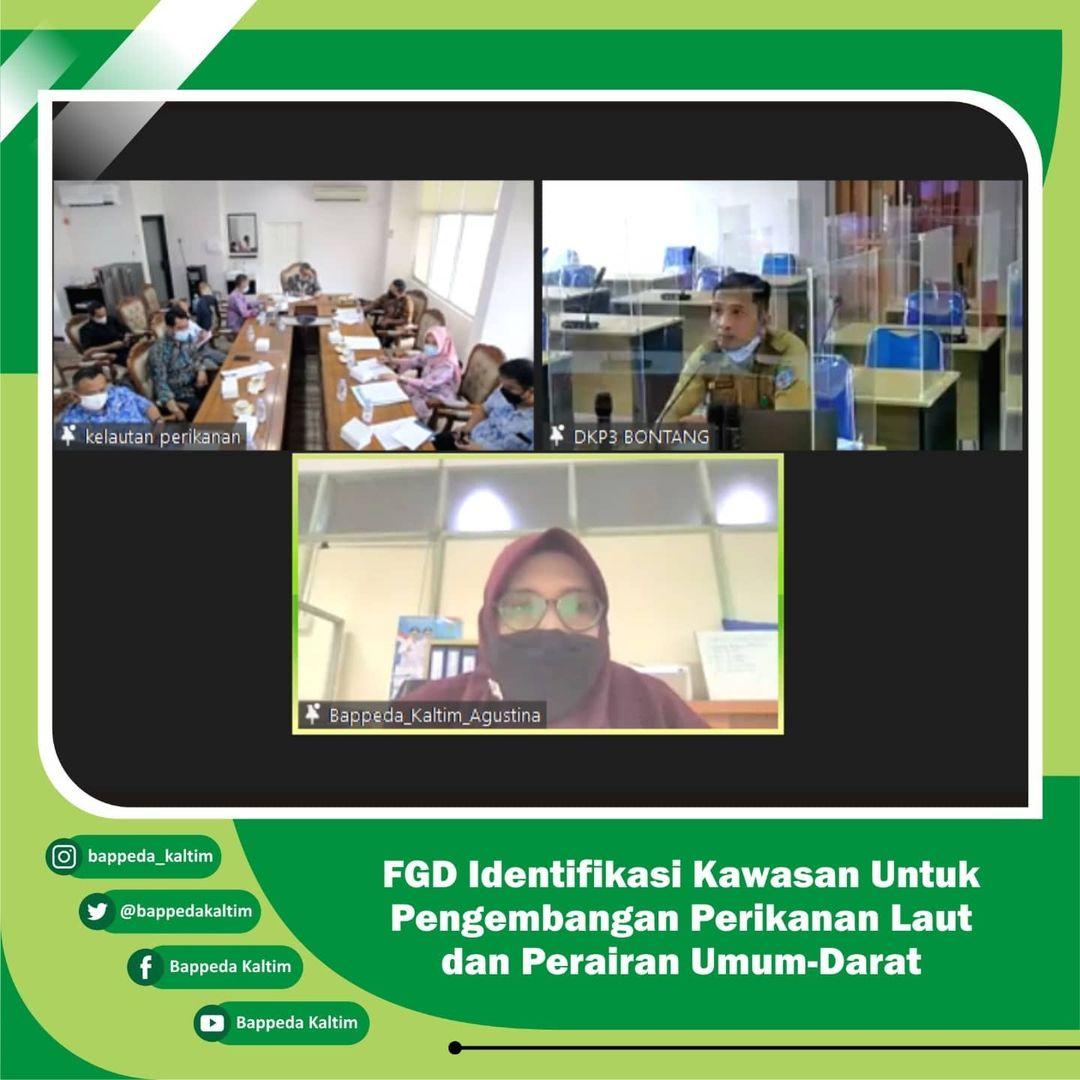 kelautan perikanan
DKP3 BONTANG
Bappeda_Kaltim_Agustina
bappeda_kaltim
@bappedakaltim
Bappeda Kaltim
Bappeda Kaltim
FGD Identifikasi Kawasan Untuk
Pengembangan Perikanan Laut
dan Perairan Umum-Darat